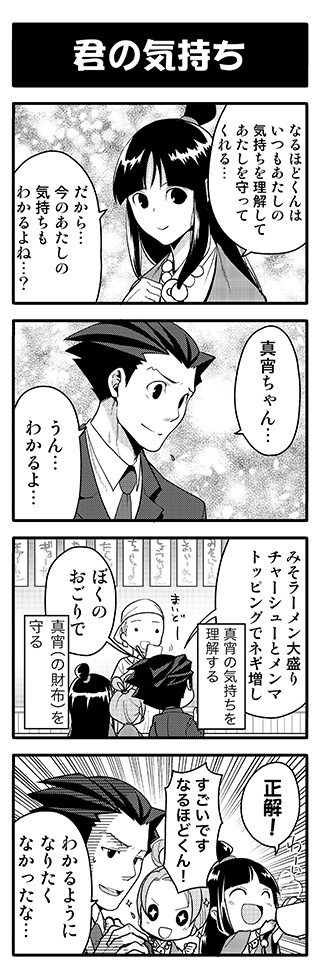 君の気持ち
なるほどくんは
いつもあたしの
気持ちを理解して
あたしを守って
くれる…
だから…
今のあたしの
気持ちも
わかるよね…?
真宵ちゃん…
うん…
わかるよ…
みそラーメン大盛り
チャーシューとメンマ
トッピングでネギ増し
まいどー
ぼくの
おごりで
真宵の気持ちを
理解する
真宵(の財布)を
守る
正解!
わーい
すごいです
なるほどくん!
わかるように
なりたく
なかったな…